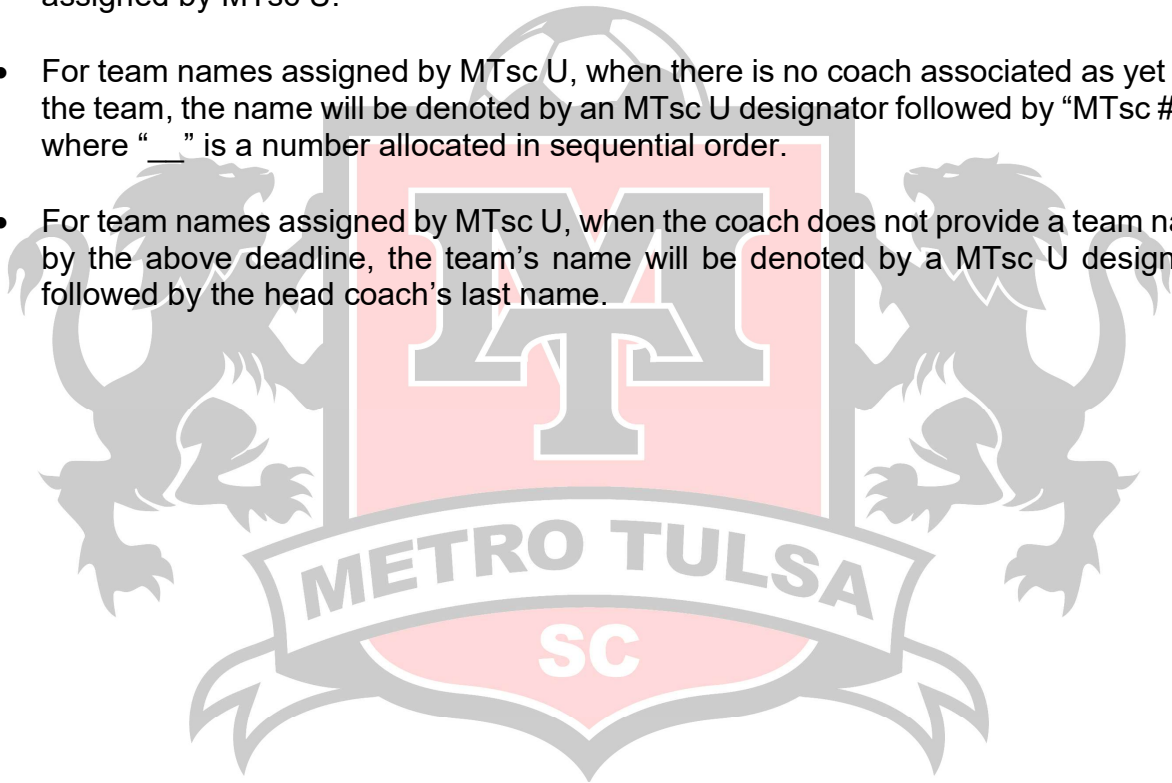 assigned by MTsc U.
• For team names assigned by MTsc U, when there is no coach associated as yet
the team, the name will be denoted by an MTsc U designator followed by “MTsc #
where “__” is a number allocated in sequential order.
• For team names assigned by MTsc U, when the coach does not provide a team
by the above deadline, the team’s name will be denoted by a MTsc U
followed by the head coach’s last name.
MT
METRO TULSA
SC